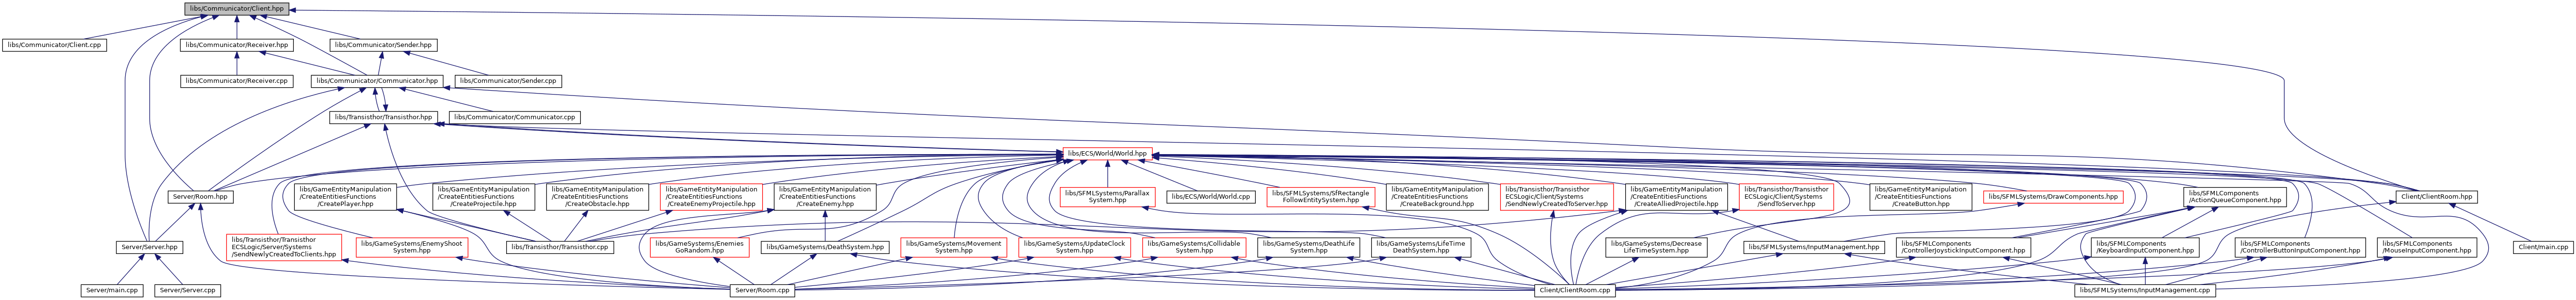 libs/Communicator/Client.hpp
libs/Communicator/Client.cpp
libs/Communicator/Receiver.hpp
libs/Communicator/Sender.hpp
libs/Communicator/Receiver.cpp
libs/Communicator/Communicator.hpp
libs/Communicator/Sender.cpp
libs/Transisthor/Transisthor.hpp
libs/Communicator/Communicator.cpp
libs/ECS/World/World.hpp
Server/Room.hpp
libs/GameEntityManipulation
/CreateEntitiesFunctions
/CreatePlayer.hpp
libs/GameEntityManipulation
/CreateEntitiesFunctions
/CreateProjectile.hpp
libs/GameEntityManipulation
/CreateEntitiesFunctions
/CreateObstacle.hpp
libs/GameEntityManipulation
/CreateEntitiesFunctions
/CreateEnemyProjectile.hpp
libs/GameEntityManipulation
/CreateEntitiesFunctions
/CreateEnemy.hpp
libs/SFMLSystems/Parallax
System.hpp
libs/ECS/World/World.cpp
libs/SFMLSystems/SfRectangle
FollowEntitySystem.hpp
libs/GameEntityManipulation
/CreateEntitiesFunctions
/CreateBackground.hpp
libs/Transisthor/Transisthor
ECSLogic/Client/Systems
/SendNewlyCreatedToServer.hpp
libs/GameEntityManipulation
/CreateEntitiesFunctions
/CreateAlliedProjectile.hpp
libs/Transisthor/Transisthor
ECSLogic/Client/Systems
/SendToServer.hpp
libs/GameEntityManipulation
/CreateEntitiesFunctions
/CreateButton.hpp
libs/SFMLSystems/DrawComponents.hpp
libs/SFMLComponents
/ActionQueueComponent.hpp
Client/ClientRoom.hpp
Server/Server.hpp
libs/Transisthor/Transisthor
ECSLogic/Server/Systems
/SendNewlyCreatedToClients.hpp
libs/GameSystems/EnemyShoot
System.hpp
libs/Transisthor/Transisthor.cpp
libs/GameSystems/Enemies
GoRandom.hpp
libs/GameSystems/DeathSystem.hpp
libs/GameSystems/Movement
System.hpp
libs/GameSystems/UpdateClock
System.hpp
libs/GameSystems/Collidable
System.hpp
libs/GameSystems/DeathLife
System.hpp
libs/GameSystems/LifeTime
DeathSystem.hpp
libs/GameSystems/Decrease
LifeTimeSystem.hpp
libs/SFMLSystems/InputManagement.hpp
libs/SFMLComponents
/ControllerJoystickInputComponent.hpp
libs/SFMLComponents
/KeyboardInputComponent.hpp
libs/SFMLComponents
/ControllerButtonInputComponent.hpp
libs/SFMLComponents
/MouseInputComponent.hpp
Client/main.cpp
Server/main.cpp
Server/Server.cpp
Server/Room.cpp
Client/ClientRoom.cpp
libs/SFMLSystems/InputManagement.cpp